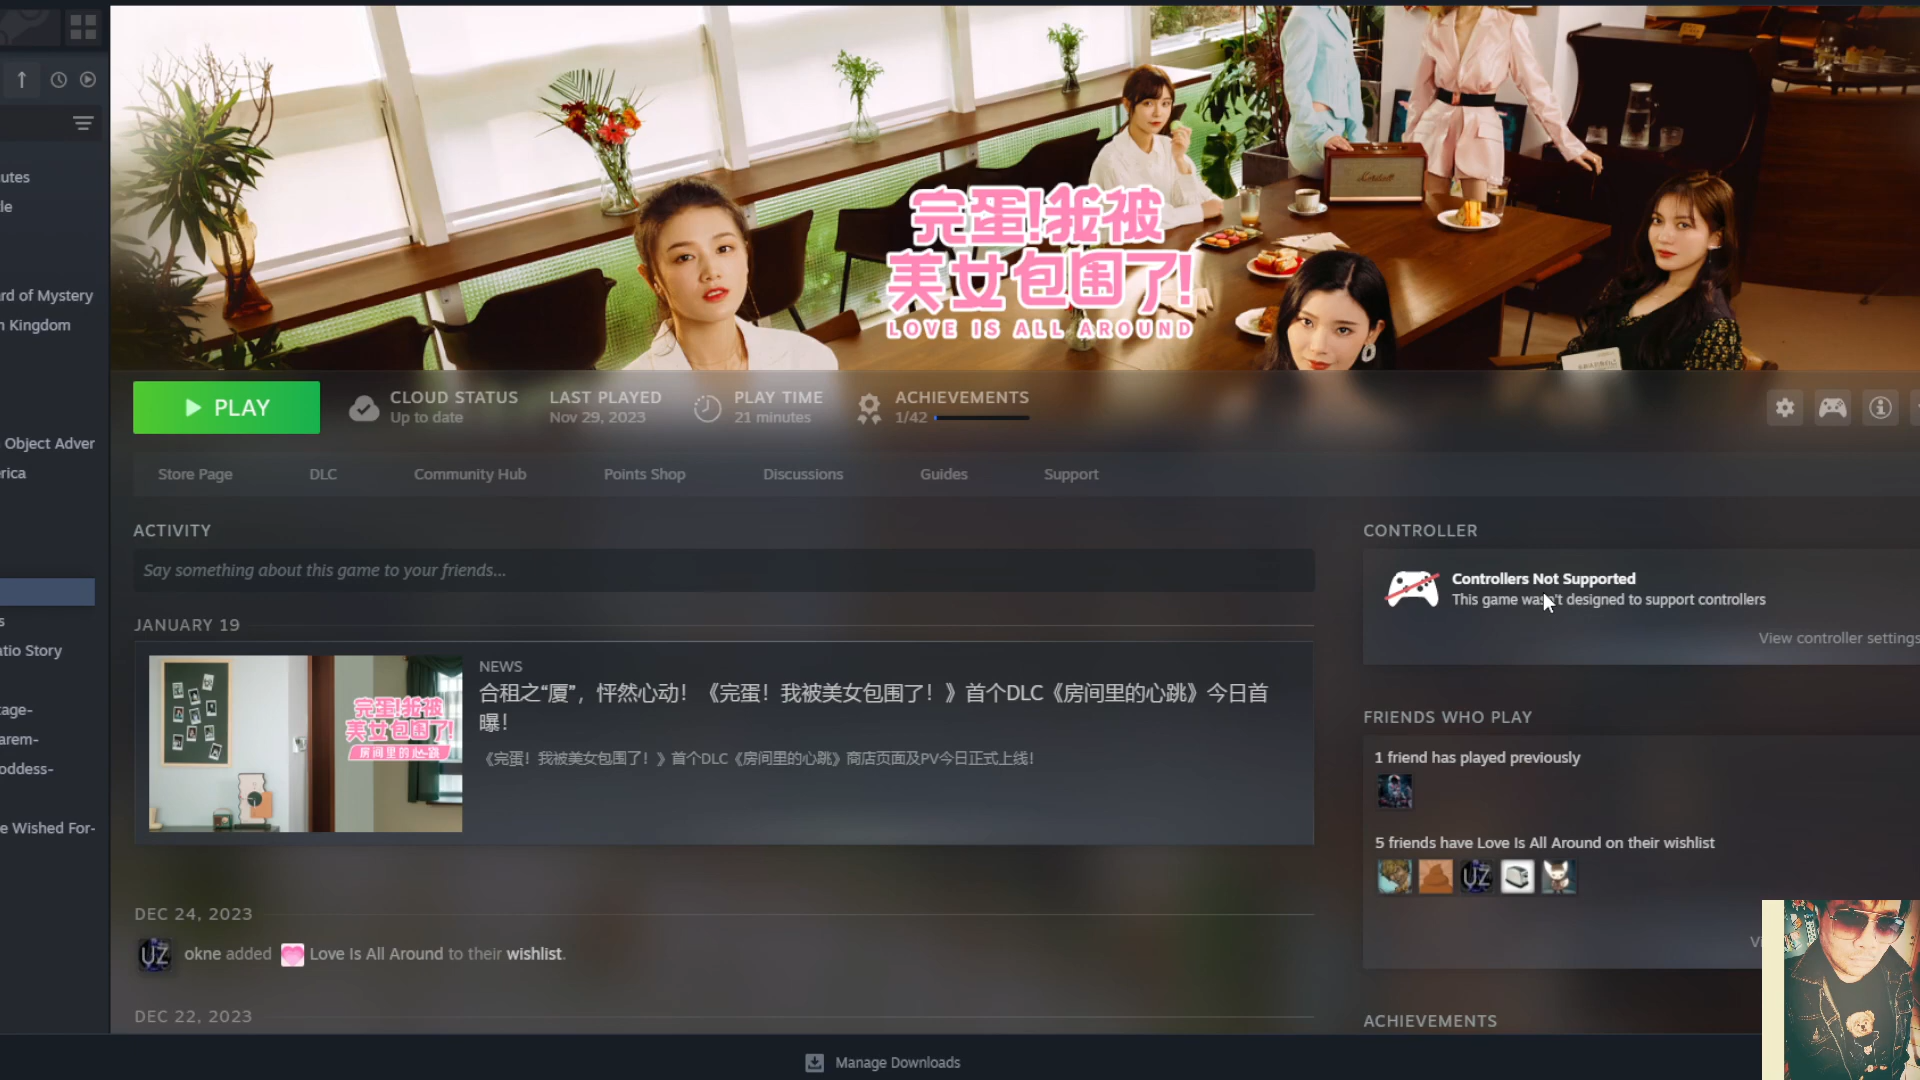 完蛋!我被
美女包围了!
LOVE IS ALL AROUND
utes
le
rd of Mystery
n Kingdom
Object Adver
rica
s
atio Story
tage-
arem-
oddess-
e Wished For-
PLAY
CLOUD STATUS
Up to date
LAST PLAYED
Nov 29, 2023
PLAY TIME
21 minutes
ACHIEVEMENTS
1/42
Store Page
DLC
Community Hub
Points Shop
Discussions
Guides
Support
ACTIVITY
Say something about this game to your friends...
JANUARY 19
完蛋!我被
美女包围了!
房间里的心跳
NEWS
合租之“厦”，怦然心动！《完蛋！我被美女包围了！》首个DLC《房间里的心跳》今日首
曝！
《完蛋！我被美女包围了！》首个DLC《房间里的心跳》商店页面及PV今日正式上线！
DEC 24, 2023
UZ
okne added Love Is All Around to their wishlist.
DEC 22, 2023
CONTROLLER
Controllers Not Supported
This game wasn't designed to support controllers
View controller settings
FRIENDS WHO PLAY
1 friend has played previously
5 friends have Love Is All Around on their wishlist
UZ
Vi
ACHIEVEMENTS
Manage Downloads